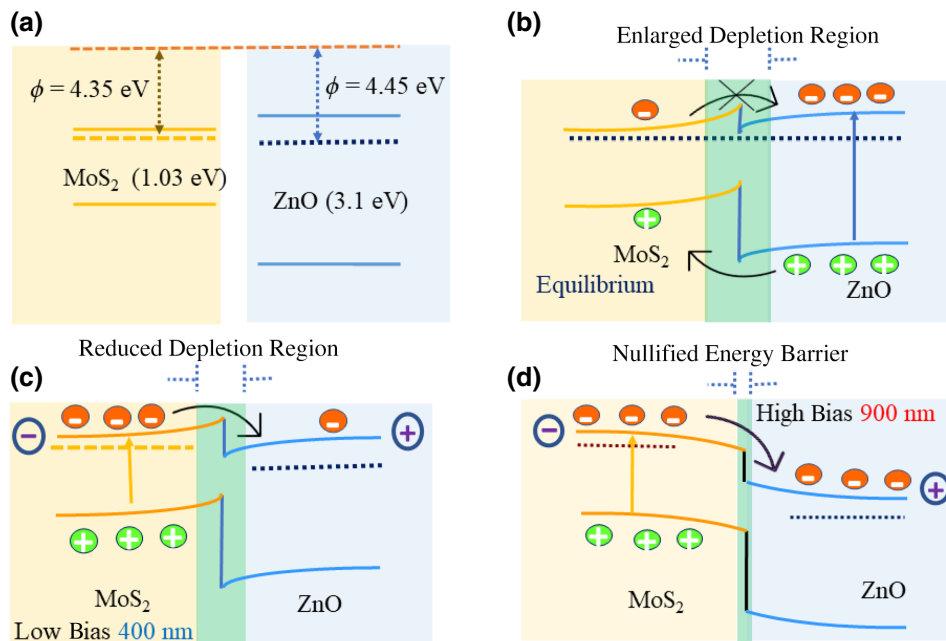 (a)
ϕ = 4.35 eV
ϕ = 4.45 eV
MoS₂ (1.03 eV)
ZnO (3.1 eV)
(b)
Enlarged Depletion Region
MoS₂
Equilibrium
ZnO
(c)
Reduced Depletion Region
MoS₂
ZnO
Low Bias 400 nm
(d)
Nullified Energy Barrier
High Bias 900 nm
MoS₂
ZnO